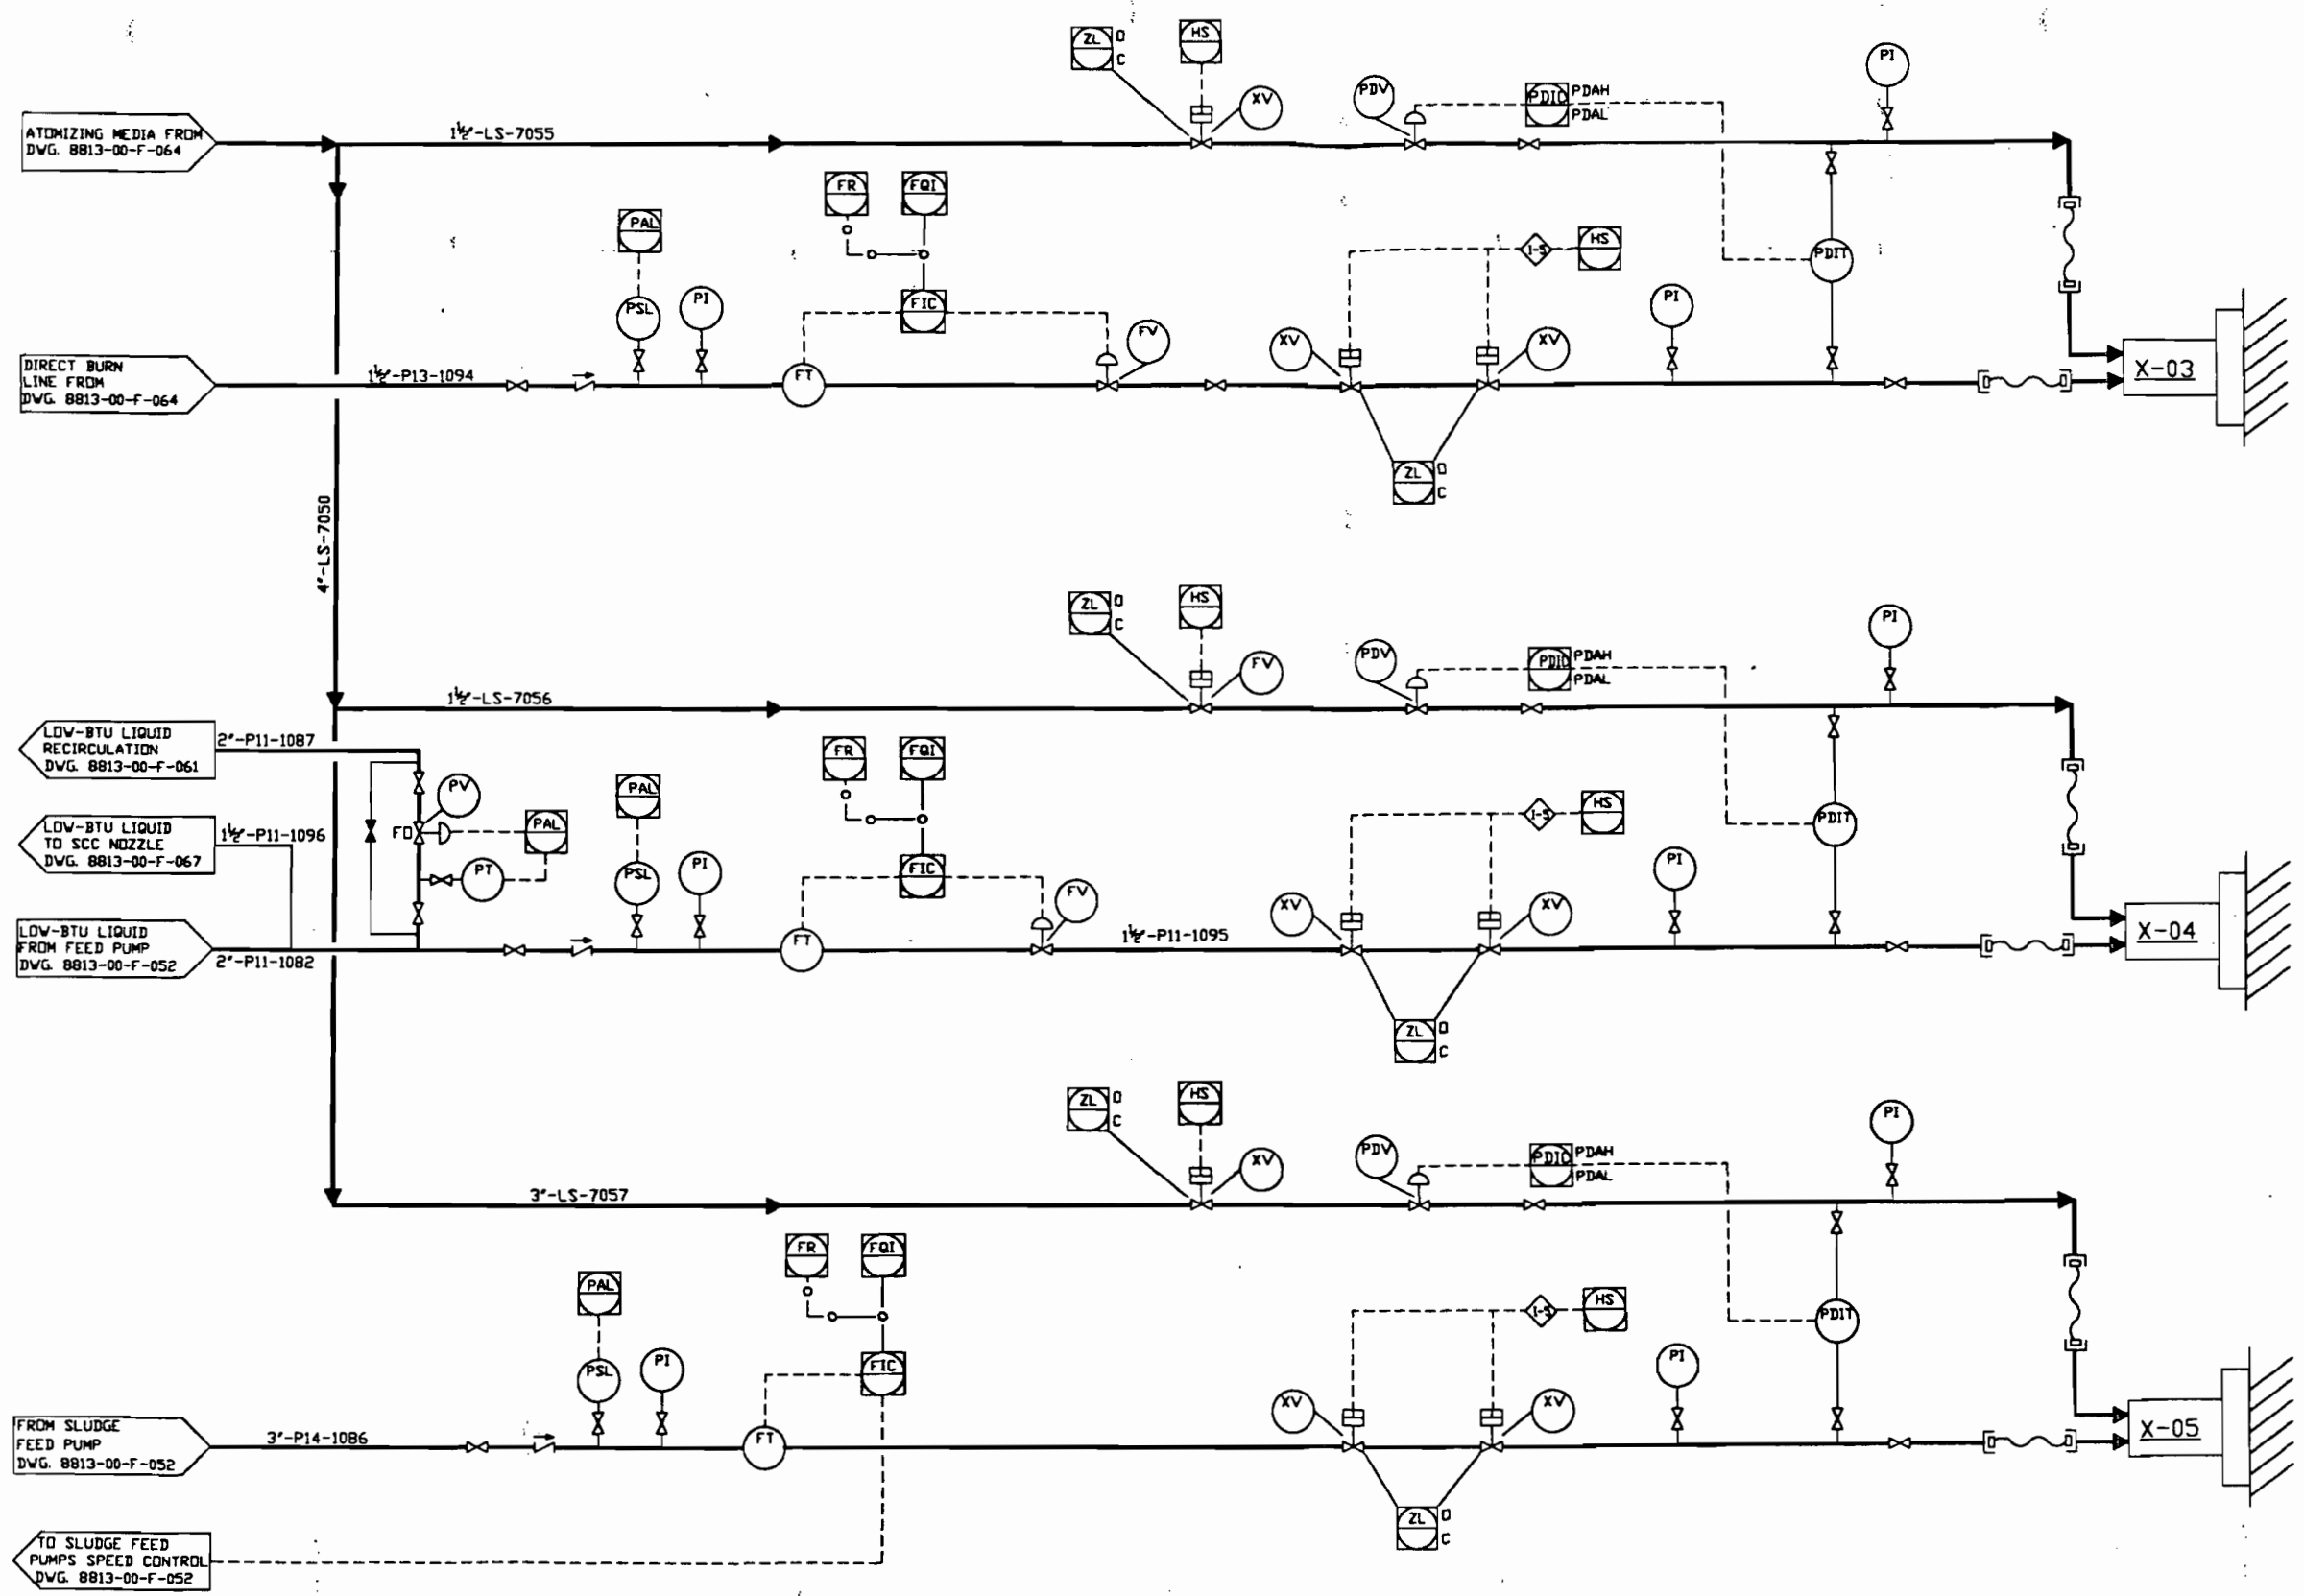 ZL
O
C
HS
XV
PDV
PDIC
PDAH
PDAL
PI
ATOMIZING MEDIA FROM
DWG. 8813-00-F-064
1½"-LS-7055
FR
FQI
PAL
HS
I-5
PDIT
PSL
PI
FIC
FV
XV
XV
PI
DIRECT BURN
LINE FROM
DWG. 8813-00-F-064
1½"-P13-1094
FT
X-03
ZL
O
C
4"-LS-7050
ZL
O
C
HS
FV
PDV
PDIC
PDAH
PDAL
PI
1½"-LS-7056
LOW-BTU LIQUID
RECIRCULATION
DWG. 8813-00-F-061
2"-P11-1087
FR
FQI
PV
PAL
HS
I-5
PDIT
LOW-BTU LIQUID
TO SCC NOZZLE
DWG. 8813-00-F-067
1½"-P11-1096
FO
PAL
PT
PSL
PI
FIC
FV
XV
XV
PI
LOW-BTU LIQUID
FROM FEED PUMP
DWG. 8813-00-F-052
2"-P11-1082
FT
1½"-P11-1095
X-04
ZL
O
C
ZL
O
C
HS
XV
PDV
PDIC
PDAH
PDAL
PI
3"-LS-7057
FR
FQI
PAL
HS
I-5
PDIT
PSL
PI
FIC
XV
XV
PI
FROM SLUDGE
FEED PUMP
DWG. 8813-00-F-052
3"-P14-1086
FT
X-05
ZL
O
C
TO SLUDGE FEED
PUMPS SPEED CONTROL
DWG. 8813-00-F-052